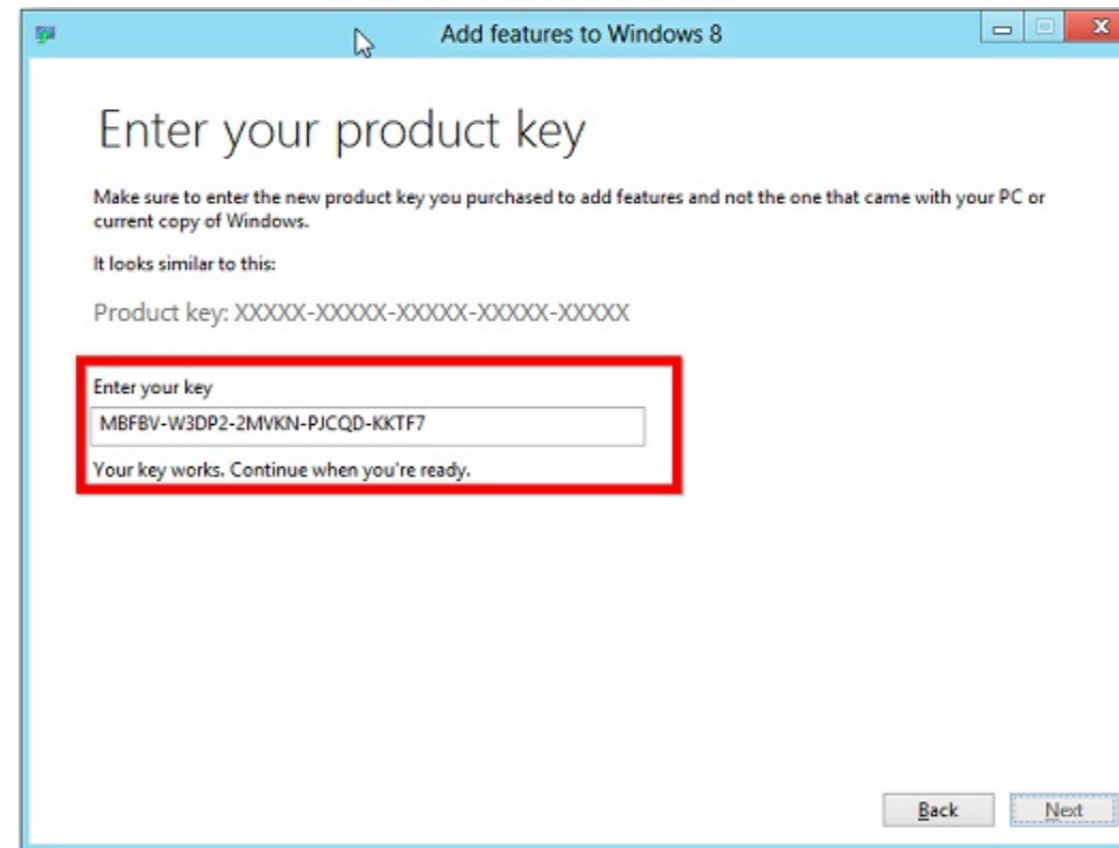 Add features to Windows 8
Enter your product key
Make sure to enter the new product key you purchased to add features and not the one that came with your PC or
current copy of Windows.
It looks similar to this:
Product key: XXXXX-XXXXX-XXXXX-XXXXX-XXXXX
Enter your key
MBFBV-W3DP2-2MVKN-PJCQD-KKTF7
Your key works. Continue when you're ready.
Back
Next